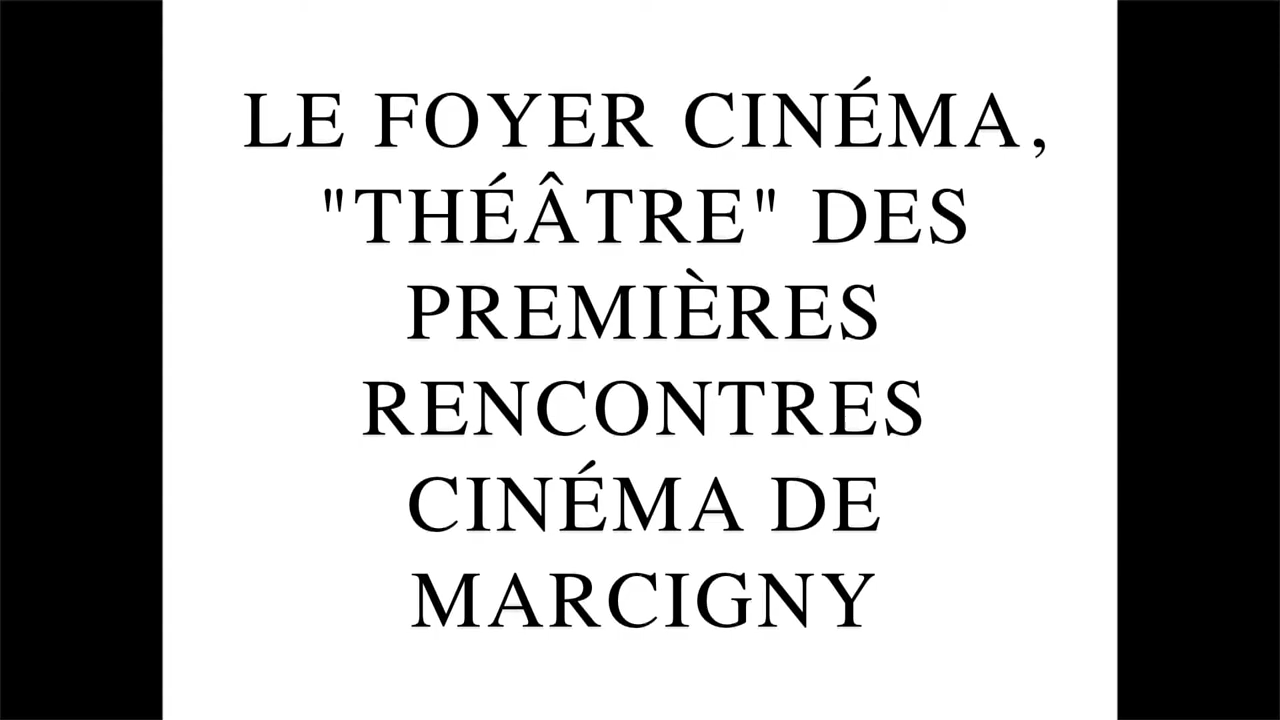 LE FOYER CINÉMA,
"THÉÂTRE" DES
PREMIÈRES
RENCONTRES
CINÉMA DE
MARCIGNY